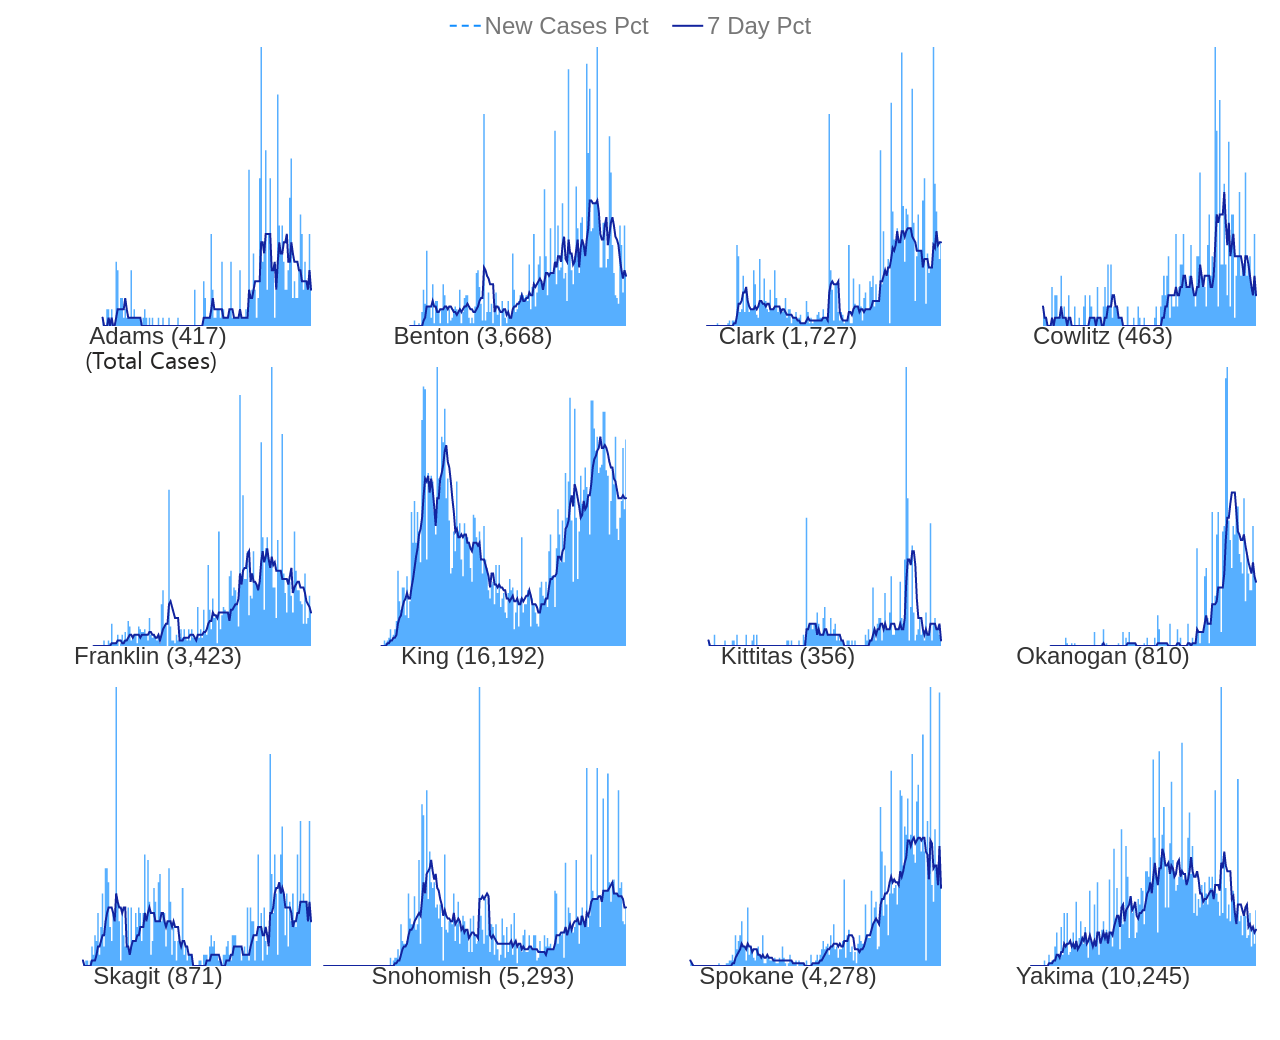 New Cases Pct 7 Day Pct
Adams (417) Benton (3,668) Clark (1,727) Cowlitz (463)
(Total Cases)
Franklin (3,423) King (16,192) Kittitas (356) Okanogan (810)
Skagit (871) Snohomish (5,293) Spokane (4,278) Yakima (10,245)